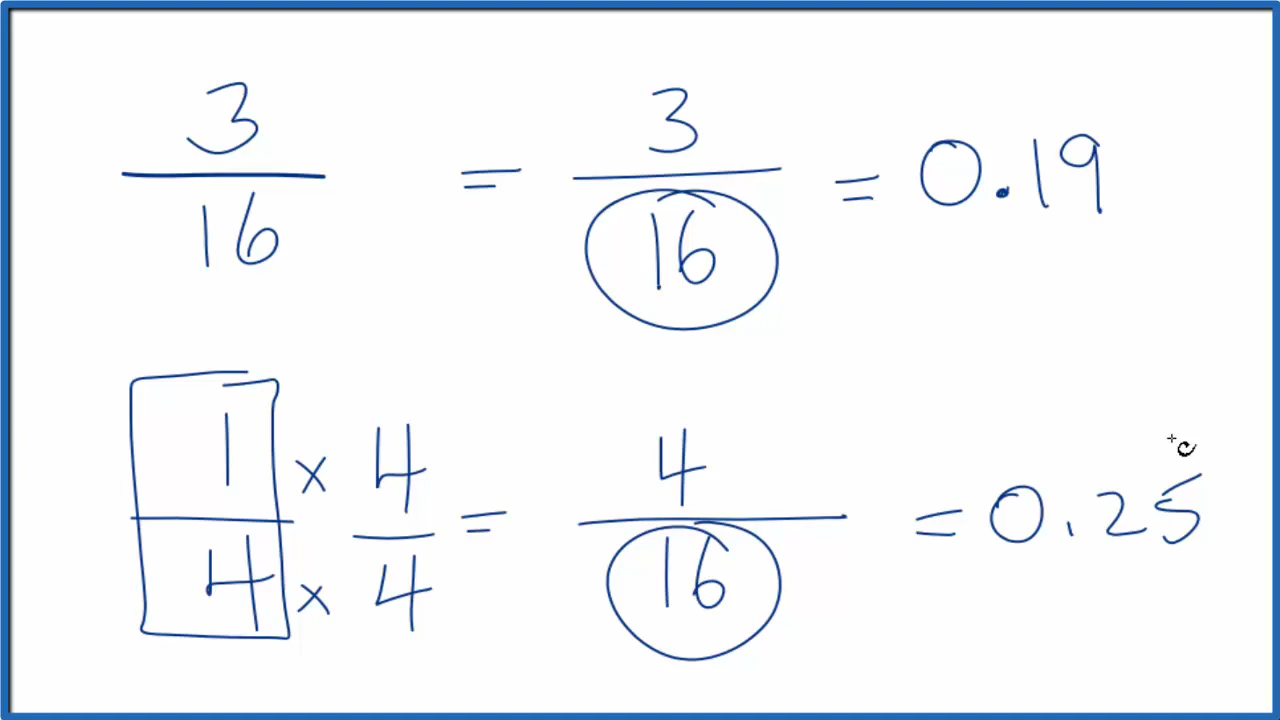 3/16 = 3/16 = 0.19
1/4 × 4/× 4 = 4/16 = 0.25